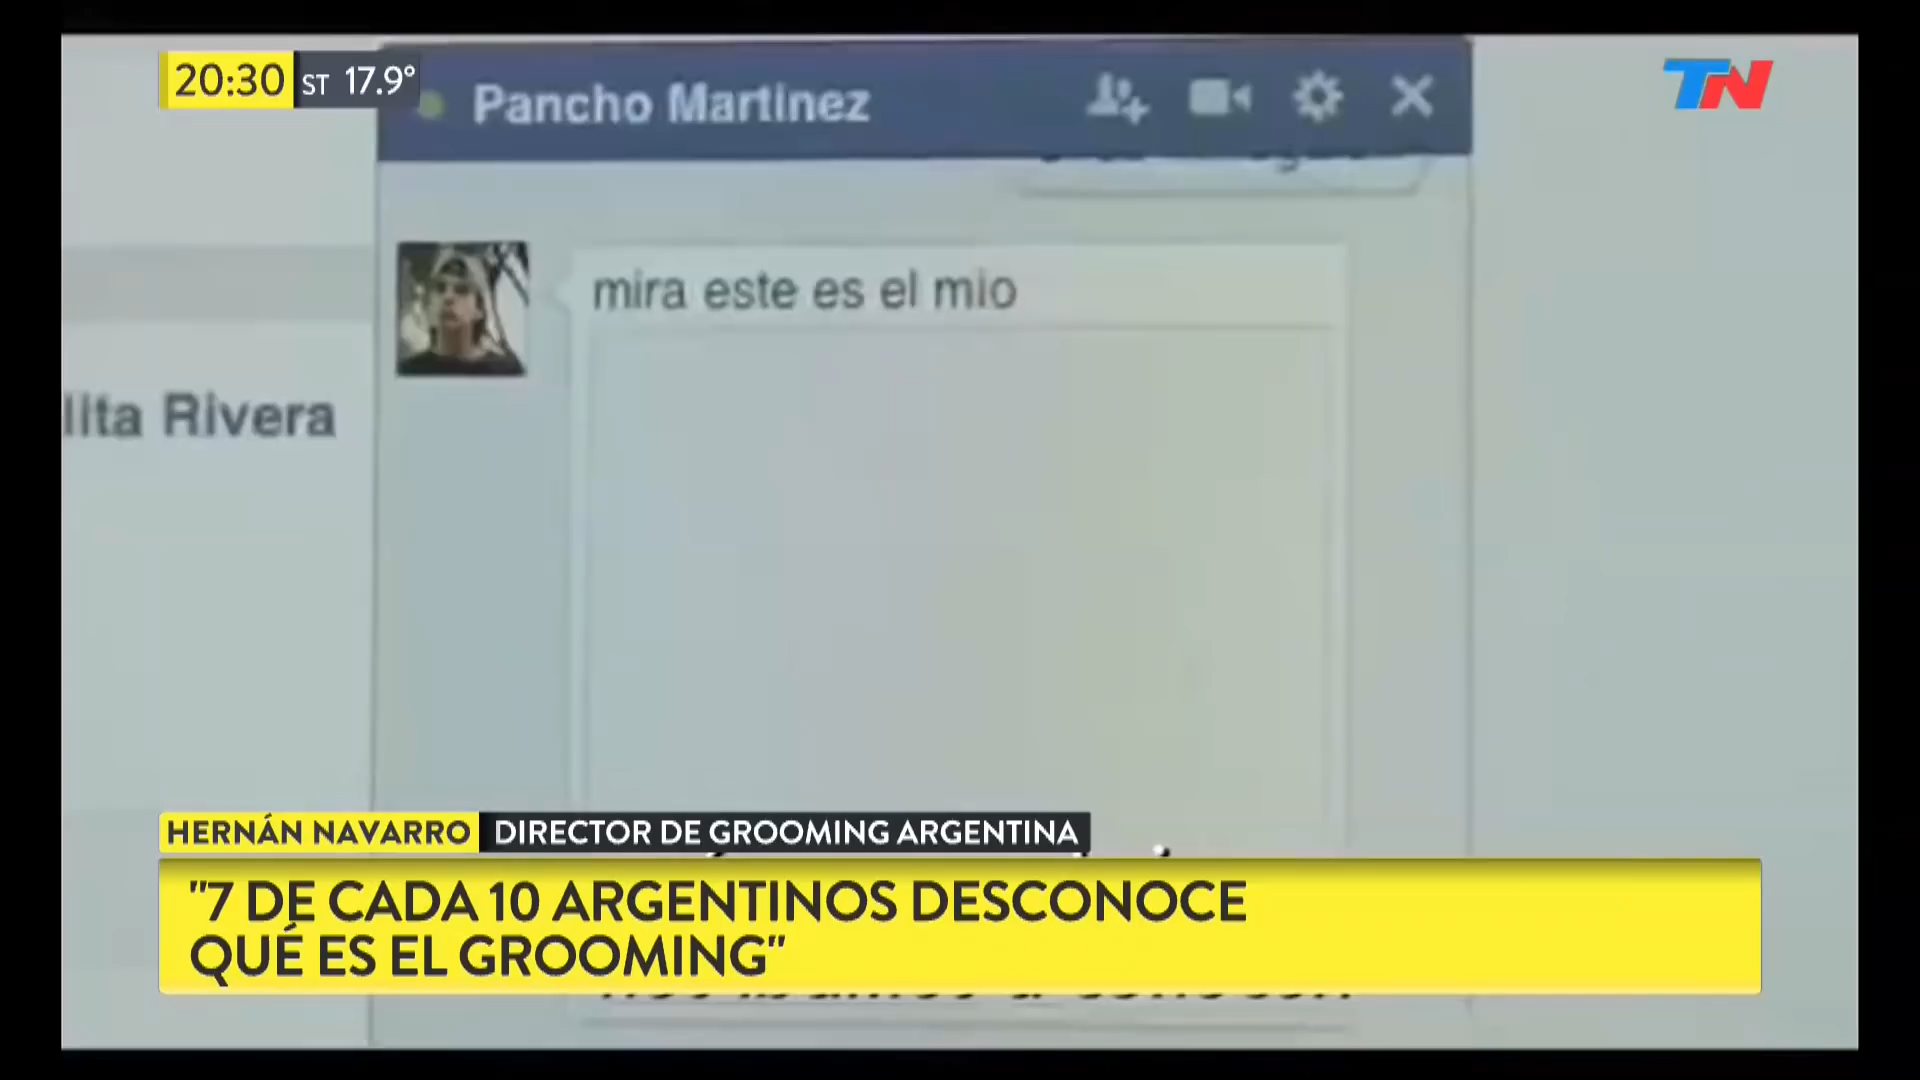 20:30 ST 17.9°
TN
Pancho Martinez
mira este es el mio
lita Rivera
HERNÁN NAVARRO DIRECTOR DE GROOMING ARGENTINA
"7 DE CADA 10 ARGENTINOS DESCONOCE
QUÉ ES EL GROOMING"